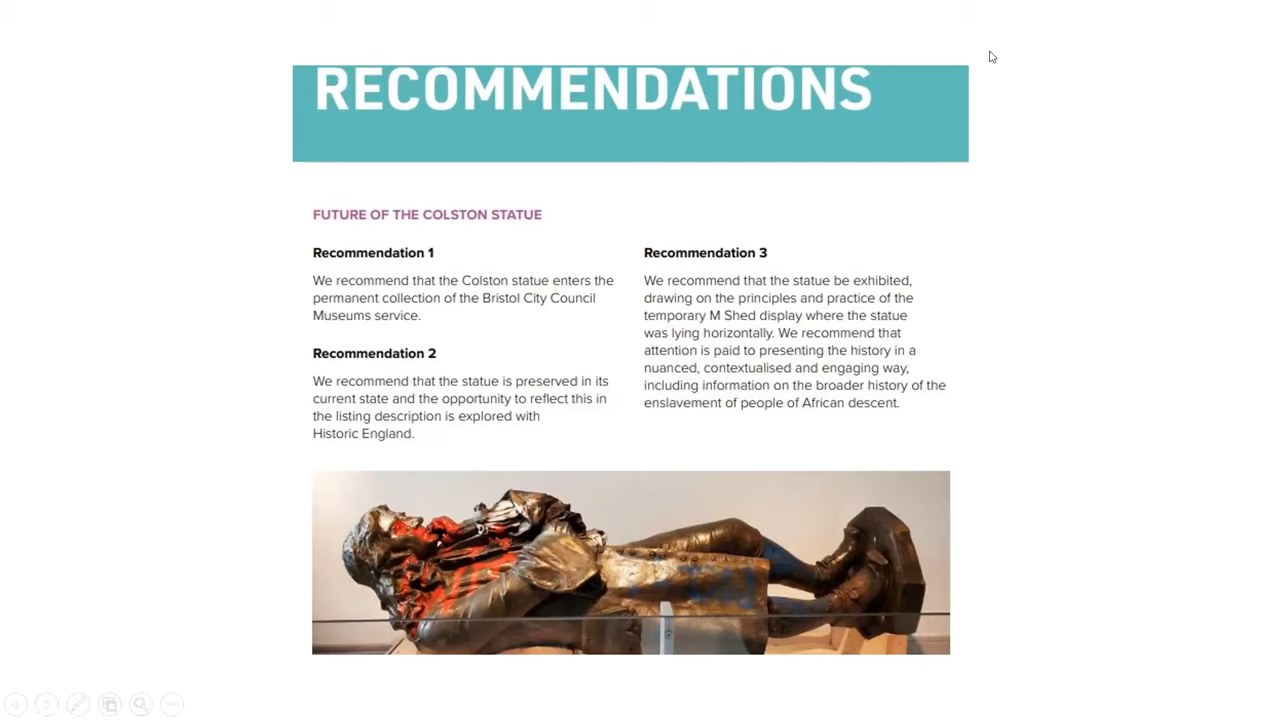 RECOMMENDATIONS
FUTURE OF THE COLSTON STATUE
Recommendation 1
We recommend that the Colston statue enters the
permanent collection of the Bristol City Council
Museums service.
Recommendation 2
We recommend that the statue is preserved in its
current state and the opportunity to reflect this in
the listing description is explored with
Historic England.
Recommendation 3
We recommend that the statue be exhibited,
drawing on the principles and practice of the
temporary M Shed display where the statue
was lying horizontally. We recommend that
attention is paid to presenting the history in a
nuanced, contextualised and engaging way,
including information on the broader history of the
enslavement of people of African descent.